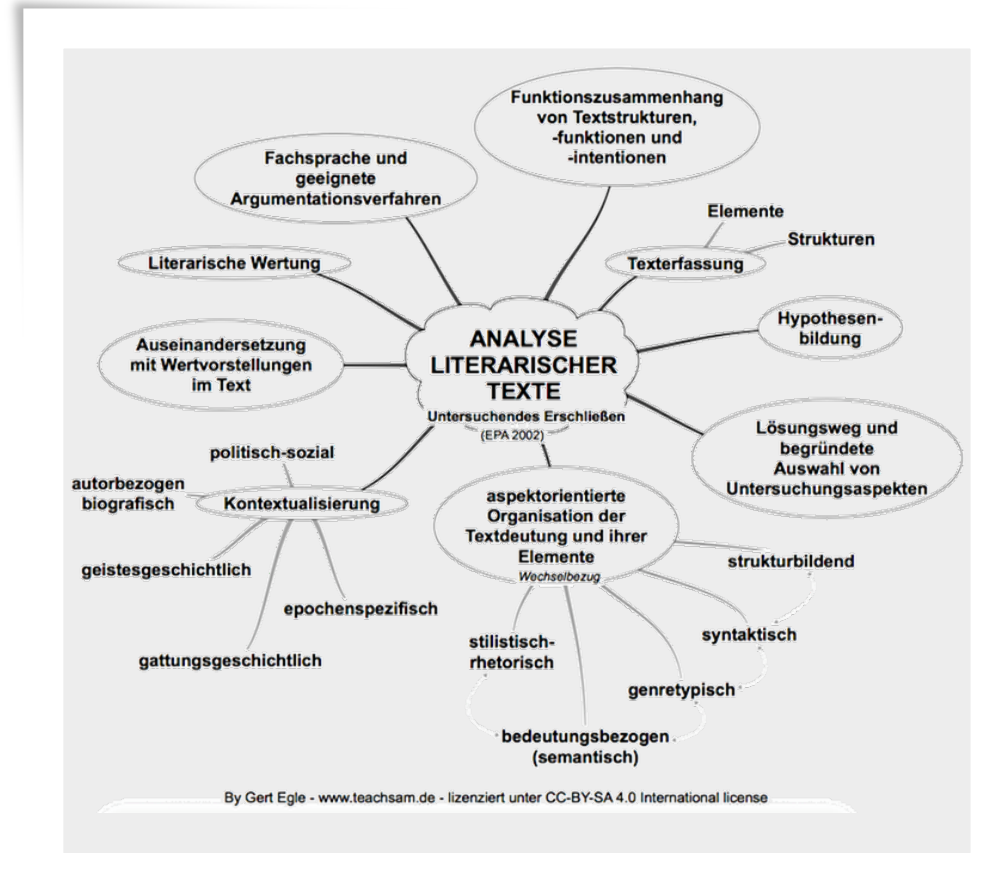 Funktionszusammenhang
von Textstrukturen,
-funktionen und
-intentionen
Fachsprache und
geeignete
Argumentationsverfahren
Elemente
Strukturen
Texterfassung
Literarische Wertung
Hypothesen-
bildung
Auseinandersetzung
mit Wertvorstellungen
im Text
ANALYSE
LITERARISCHER
TEXTE
Untersuchendes Erschließen
(EPA 2002)
Lösungsweg und
begründete
Auswahl von
Untersuchungsaspekten
politisch-sozial
autorbezogen
biografisch
Kontextualisierung
geistesgeschichtlich
epochenspezifisch
gattungsgeschichtlich
aspektorientierte
Organisation der
Textdeutung und ihrer
Elemente
Wechselbezug
strukturbildend
syntaktisch
stilistisch-
rhetorisch
genretypisch
bedeutungsbezogen
(semantisch)
By Gert Egle - www.teachsam.de - lizenziert unter CC-BY-SA 4.0 International license